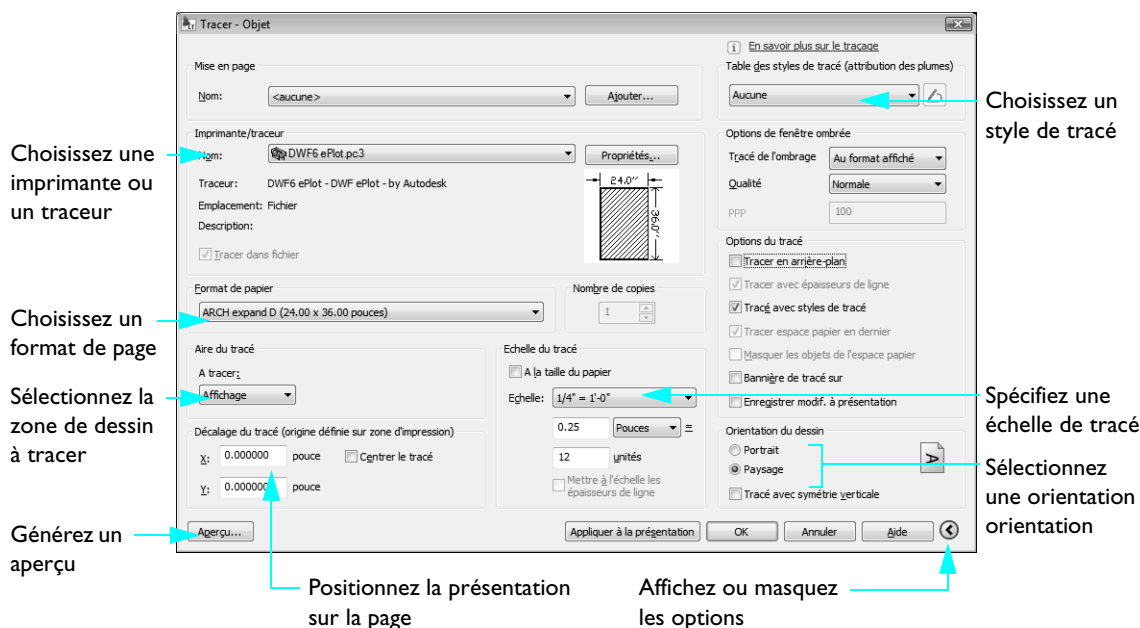 Tracer - Objet
En savoir plus sur le traçage
Mise en page
Nom:
<aucune>
Ajouter...
Table des styles de tracé (attribution des plumes)
Aucune
Choisissez un
style de tracé
Choisissez une
imprimante ou
un traceur
Imprimante/traceur
Nom:
DWF6 ePlot.pc3
Propriétés...
Traceur:
DWF6 ePlot - DWF ePlot - by Autodesk
Emplacement:
Fichier
Description:
Tracer dans fichier
24.0''
36.0''
Options de fenêtre ombrée
Tracé de l'ombrage
Au format affiché
Qualité
Normale
PPP
100
Choisissez un
format de page
Format de papier
ARCH expand D (24.00 x 36.00 pouces)
Nombre de copies
1
Options du tracé
Tracer en arrière-plan
Tracer avec épaisseurs de ligne
Tracé avec styles de tracé
Tracer espace papier en dernier
Masquer les objets de l'espace papier
Bannière de tracé sur
Enregistrer modif. à présentation
Sélectionnez la
zone de dessin
à tracer
Aire du tracé
A tracer:
Affichage
Echelle du tracé
A la taille du papier
Echelle:
1/4" = 1'-0"
0.25
Pouces
=
12
unités
Mettre à l'échelle les
épaisseurs de ligne
Spécifiez une
échelle de tracé
Décalage du tracé (origine définie sur zone d'impression)
X:
0.000000
pouce
Centrer le tracé
Y:
0.000000
pouce
Orientation du dessin
Portrait
Paysage
A
Tracé avec symétrie verticale
Sélectionnez
une orientation
orientation
Générez un
aperçu
Aperçu...
Appliquer à la présentation
OK
Annuler
Aide
Positionnez la présentation
sur la page
Affichez ou masquez
les options